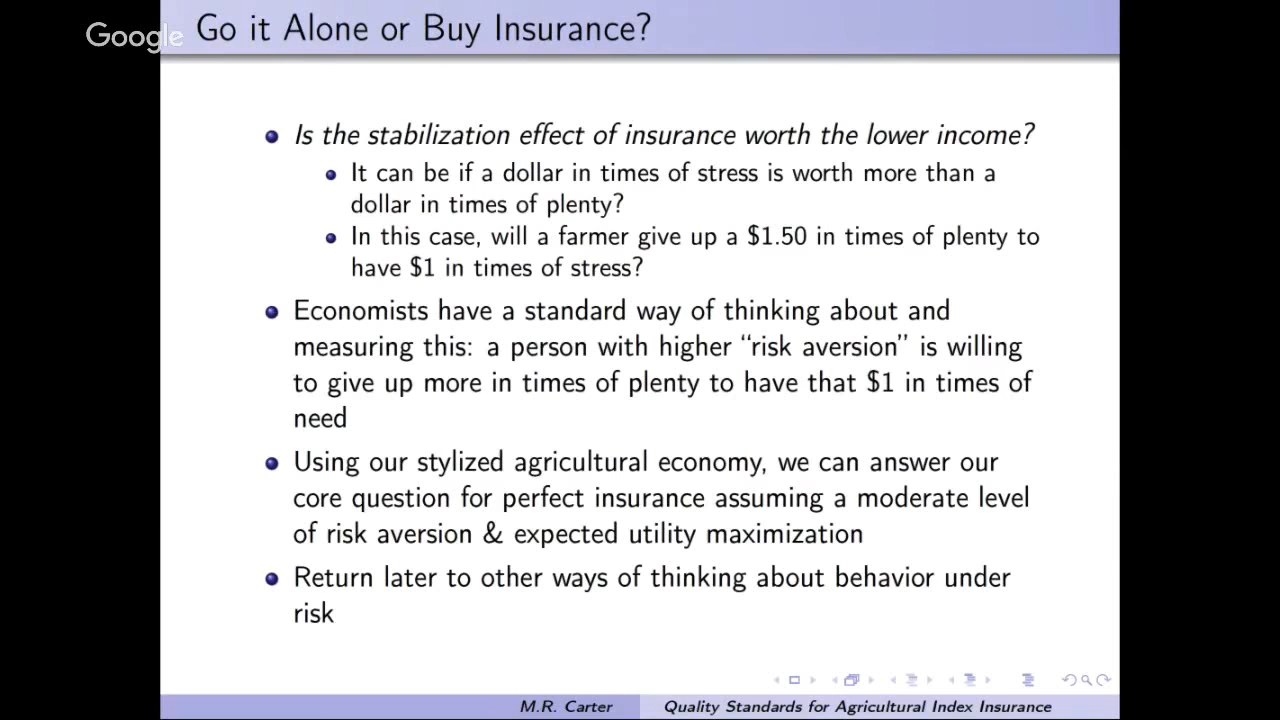 Google
Go it Alone or Buy Insurance?
Is the stabilization effect of insurance worth the lower income?
It can be if a dollar in times of stress is worth more than a
dollar in times of plenty?
In this case, will a farmer give up a $1.50 in times of plenty to
have $1 in times of stress?
Economists have a standard way of thinking about and
measuring this: a person with higher “risk aversion” is willing
to give up more in times of plenty to have that $1 in times of
need
Using our stylized agricultural economy, we can answer our
core question for perfect insurance assuming a moderate level
of risk aversion & expected utility maximization
Return later to other ways of thinking about behavior under
risk
M.R. Carter
Quality Standards for Agricultural Index Insurance